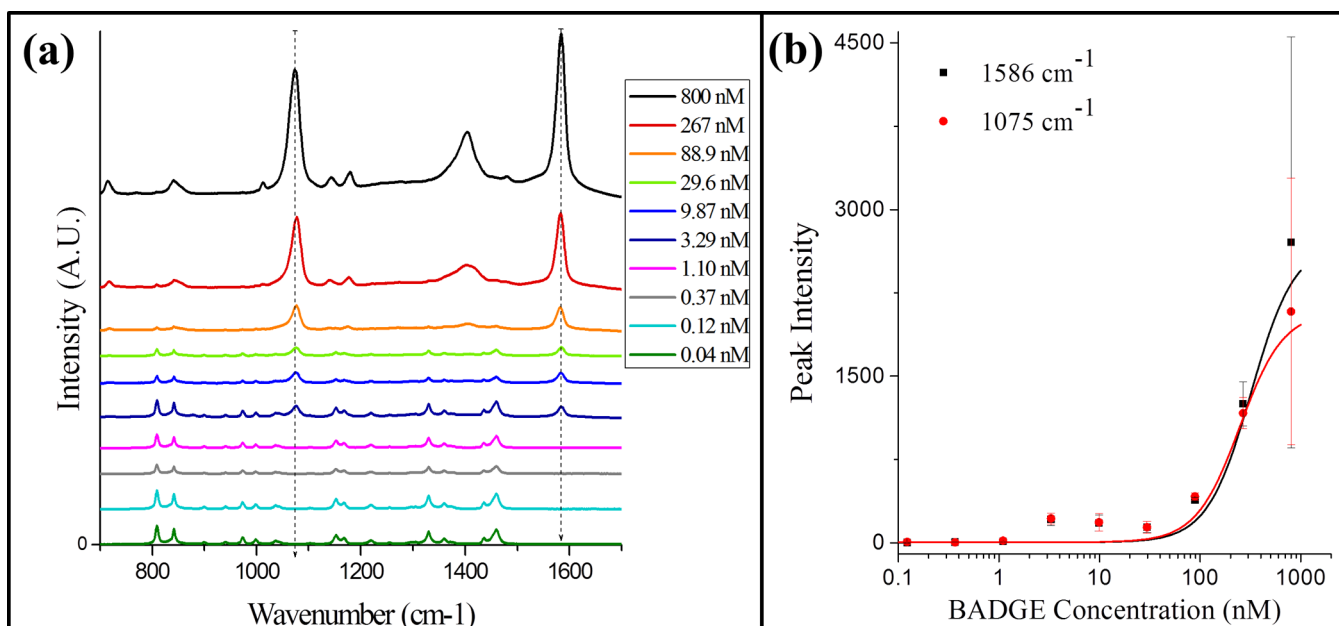 (a)
Intensity (A.U.)
0
800 nM
267 nM
88.9 nM
29.6 nM
9.87 nM
3.29 nM
1.10 nM
0.37 nM
0.12 nM
0.04 nM
800 1000 1200 1400 1600
Wavenumber (cm-1)
(b)
Peak Intensity
4500
3000
1500
0
1586 cm-1
1075 cm-1
0.1 1 10 100 1000
BADGE Concentration (nM)